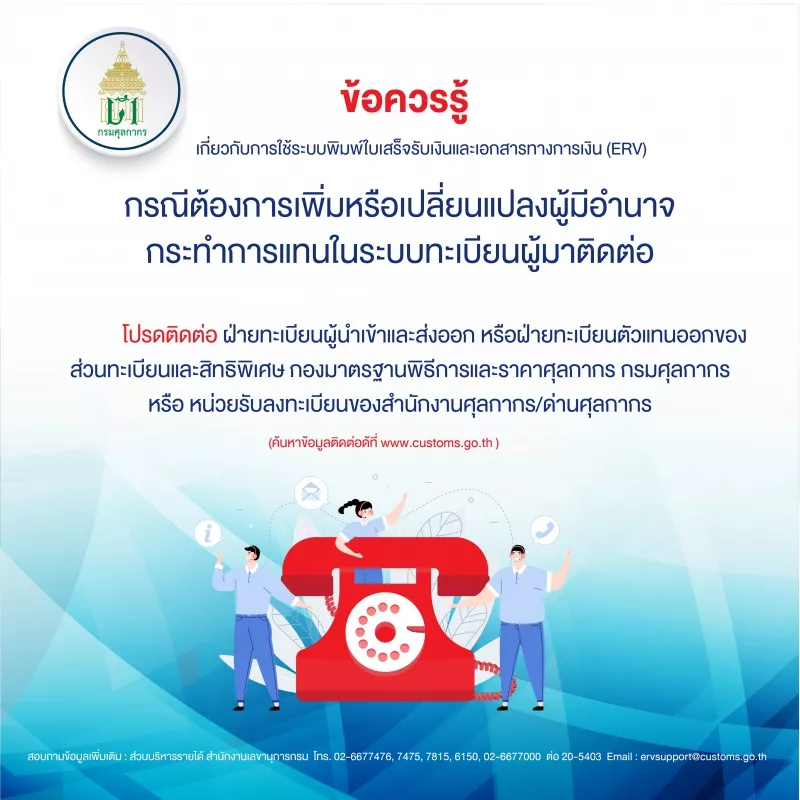 กรมศุลกากร
ข้อควรรู้
เกี่ยวกับการใช้ระบบพิมพ์ใบเสร็จรับเงินและเอกสารทางการเงิน (ERV)
กรณีต้องการเพิ่มหรือเปลี่ยนแปลงผู้มีอำนาจ
กระทำการแทนในระบบทะเบียนผู้มาติดต่อ
โปรดติดต่อ ฝ่ายทะเบียนผู้นำเข้าและส่งออก หรือฝ่ายทะเบียนตัวแทนออกของ
ส่วนทะเบียนและสิทธิพิเศษ กองมาตรฐานพิธีการและราคาศุลกากร กรมศุลกากร
หรือ หน่วยรับลงทะเบียนของสำนักงานศุลกากร/ด่านศุลกากร
(ค้นหาข้อมูลติดต่อได้ที่ www.customs.go.th )
สอบถามข้อมูลเพิ่มเติม : ส่วนบริหารรายได้ สำนักงานเลขานุการกรม โทร. 02-6677476, 7475, 7815, 6150, 02-6677000 ต่อ 20-5403 Email : ervsupport@customs.go.th